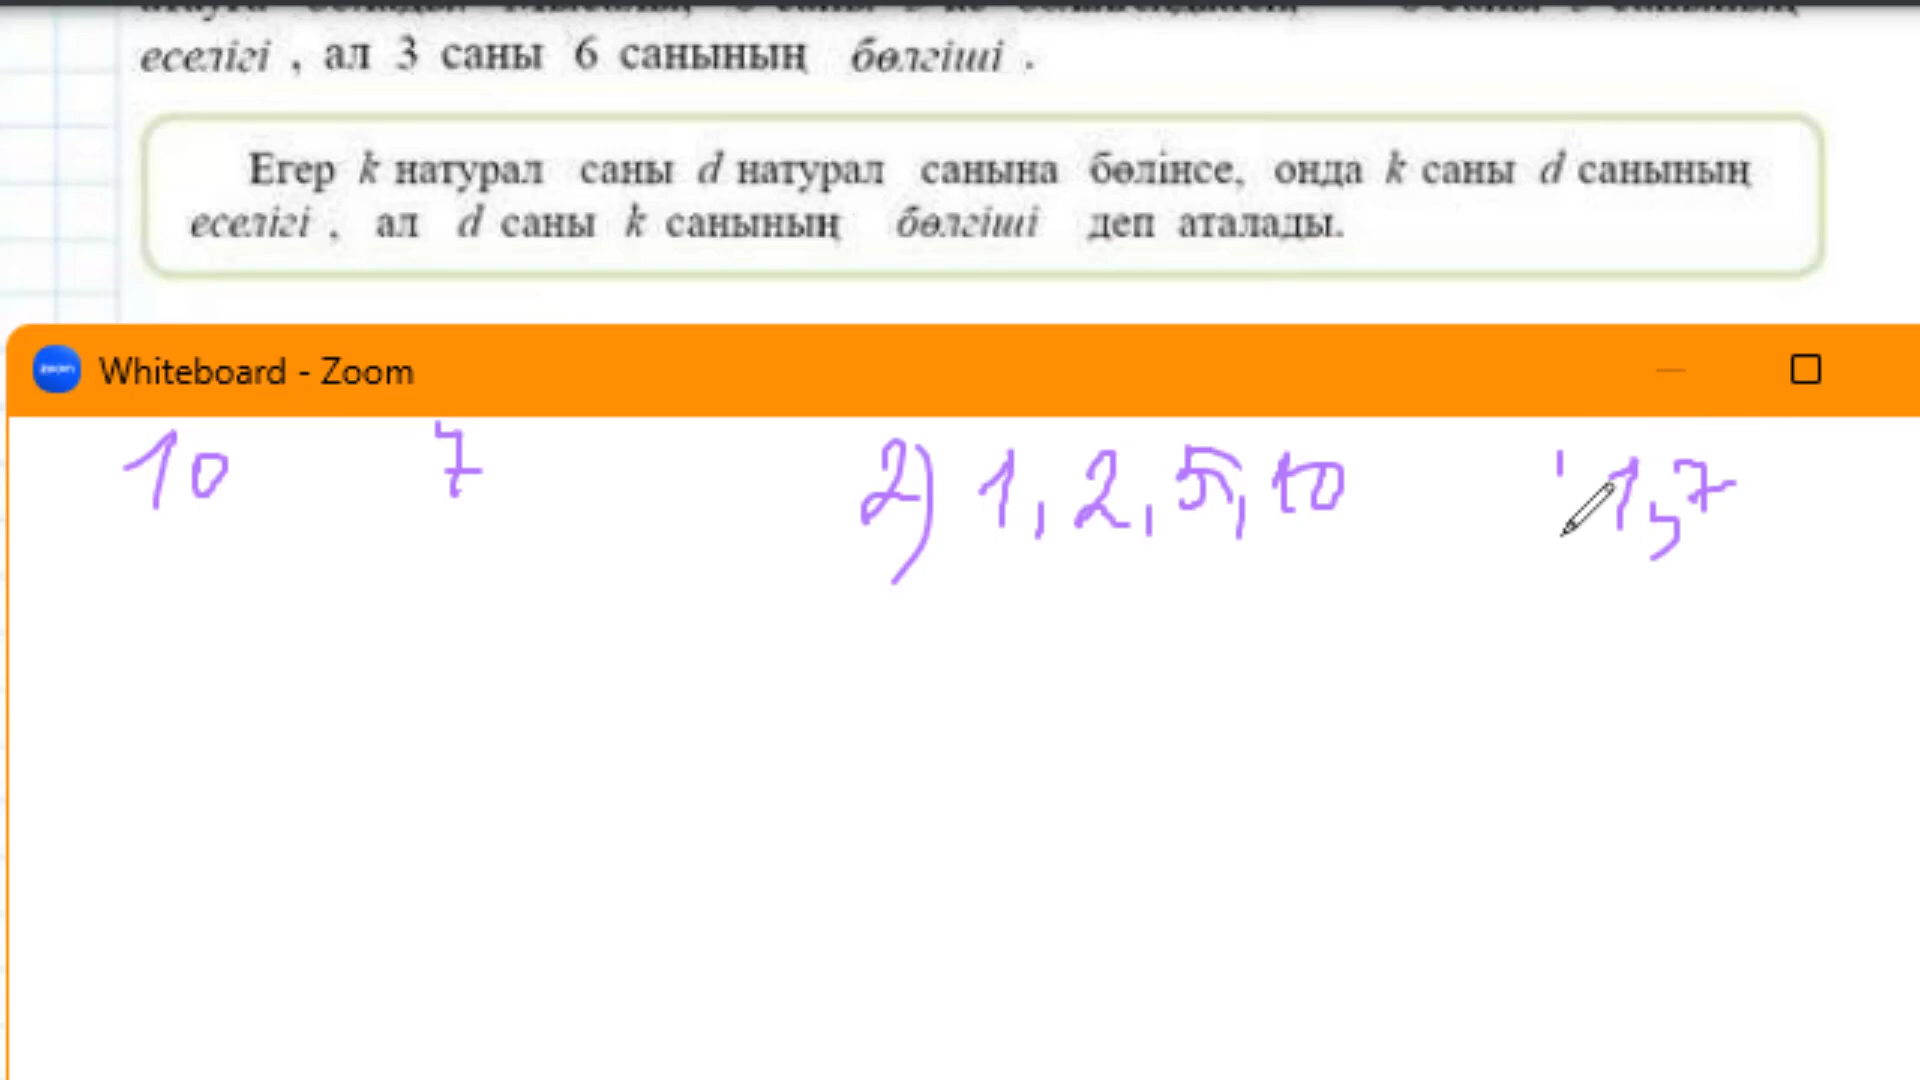 еселігі , ал 3 саны 6 санының бөлгіші .
Егер k натурал саны d натурал санына бөлінсе, онда k саны d санының
еселігі , ал d саны k санының бөлгіші деп аталады.
zoom Whiteboard - Zoom
10 7 2) 1, 2, 5, 10 1,7